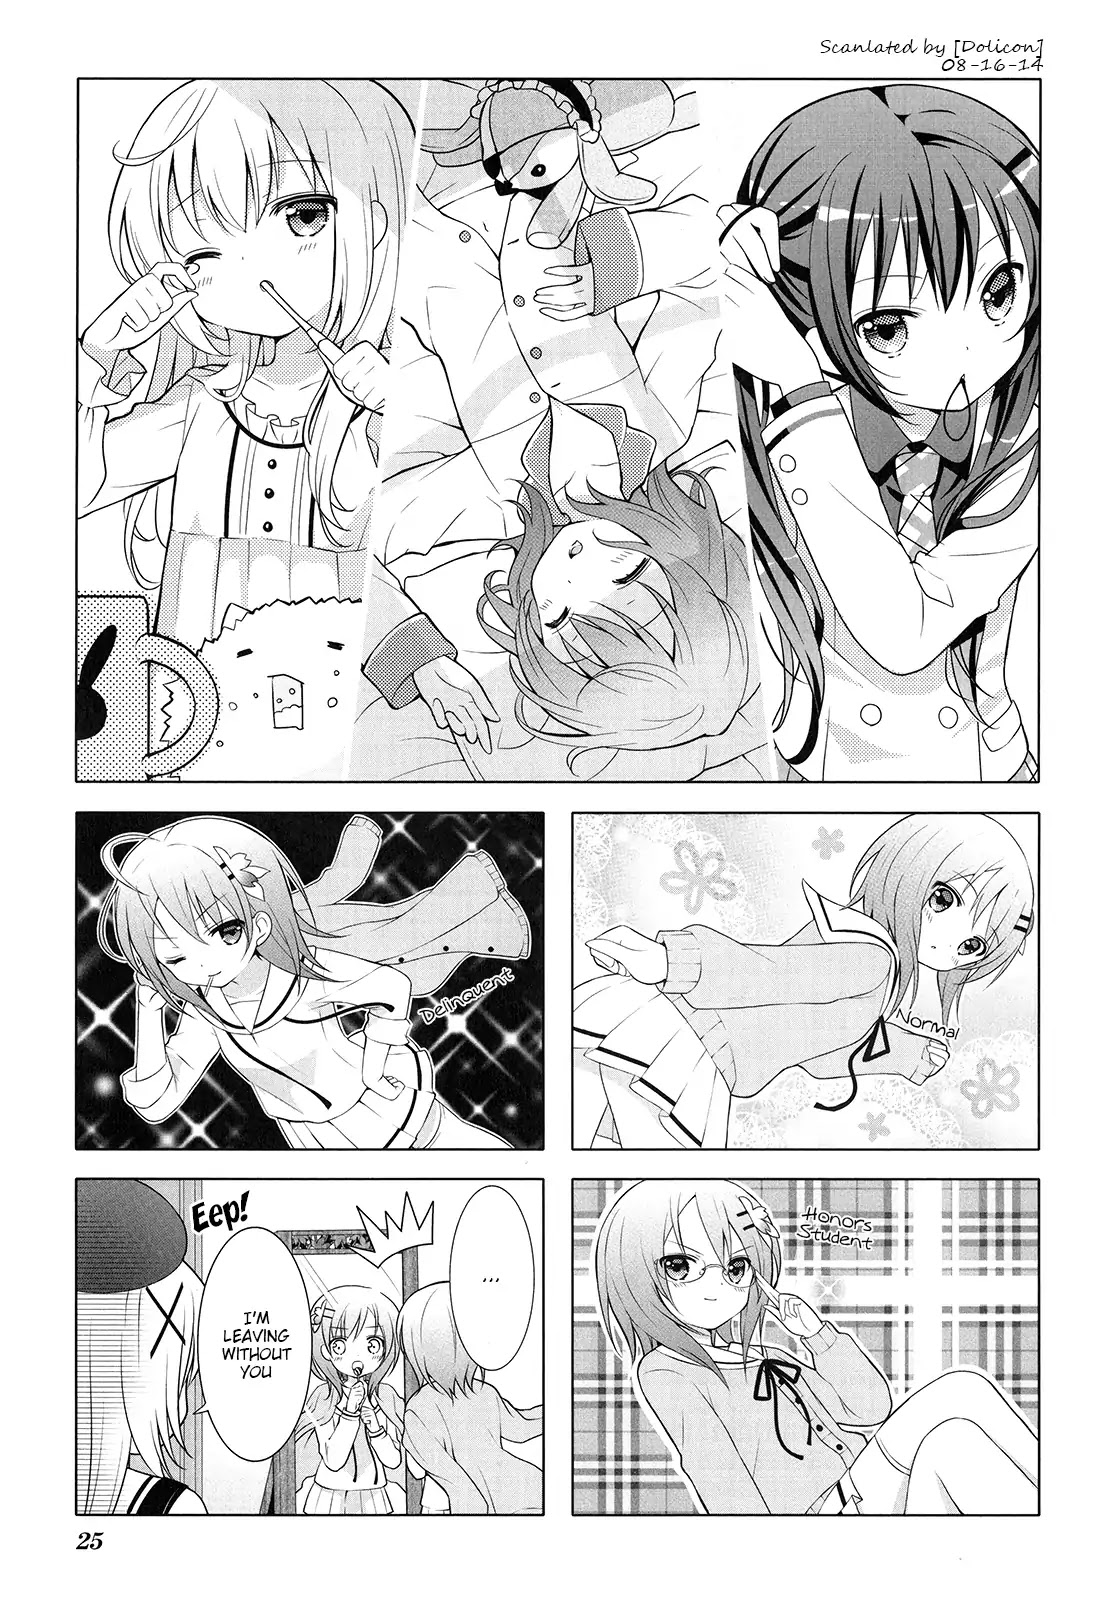 Scanlated by [Dolicon]
08-16-14
Normal
Delinquent
Honors
Student
...
I'M
LEAVING
WITHOUT
YOU
Eep!
25